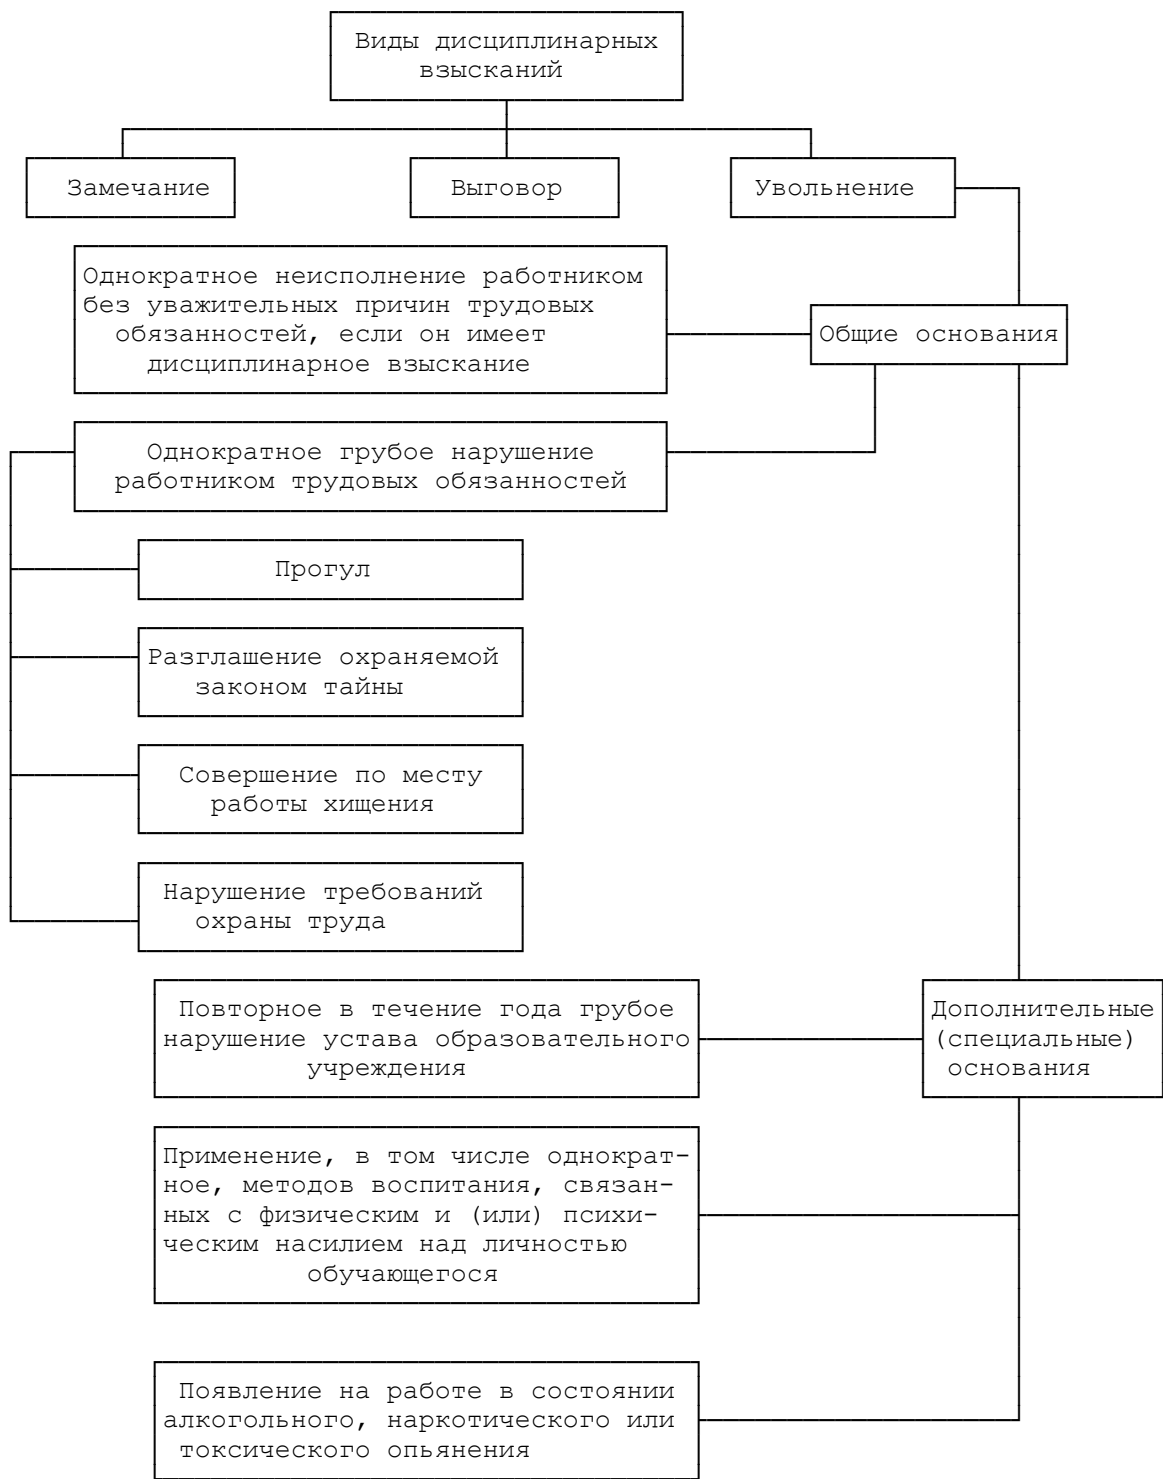 Виды дисциплинарных
взысканий
Замечание
Выговор
Увольнение
Однократное неисполнение работником
без уважительных причин трудовых
обязанностей, если он имеет
дисциплинарное взыскание
Общие основания
Однократное грубое нарушение
работником трудовых обязанностей
Прогул
Разглашение охраняемой
законом тайны
Совершение по месту
работы хищения
Нарушение требований
охраны труда
Повторное в течение года грубое
нарушение устава образовательного
учреждения
Дополнительные
(специальные)
основания
Применение, в том числе однократ-
ное, методов воспитания, связан-
ных с физическим и (или) психи-
ческим насилием над личностью
обучающегося
Появление на работе в состоянии
алкогольного, наркотического или
токсического опьянения